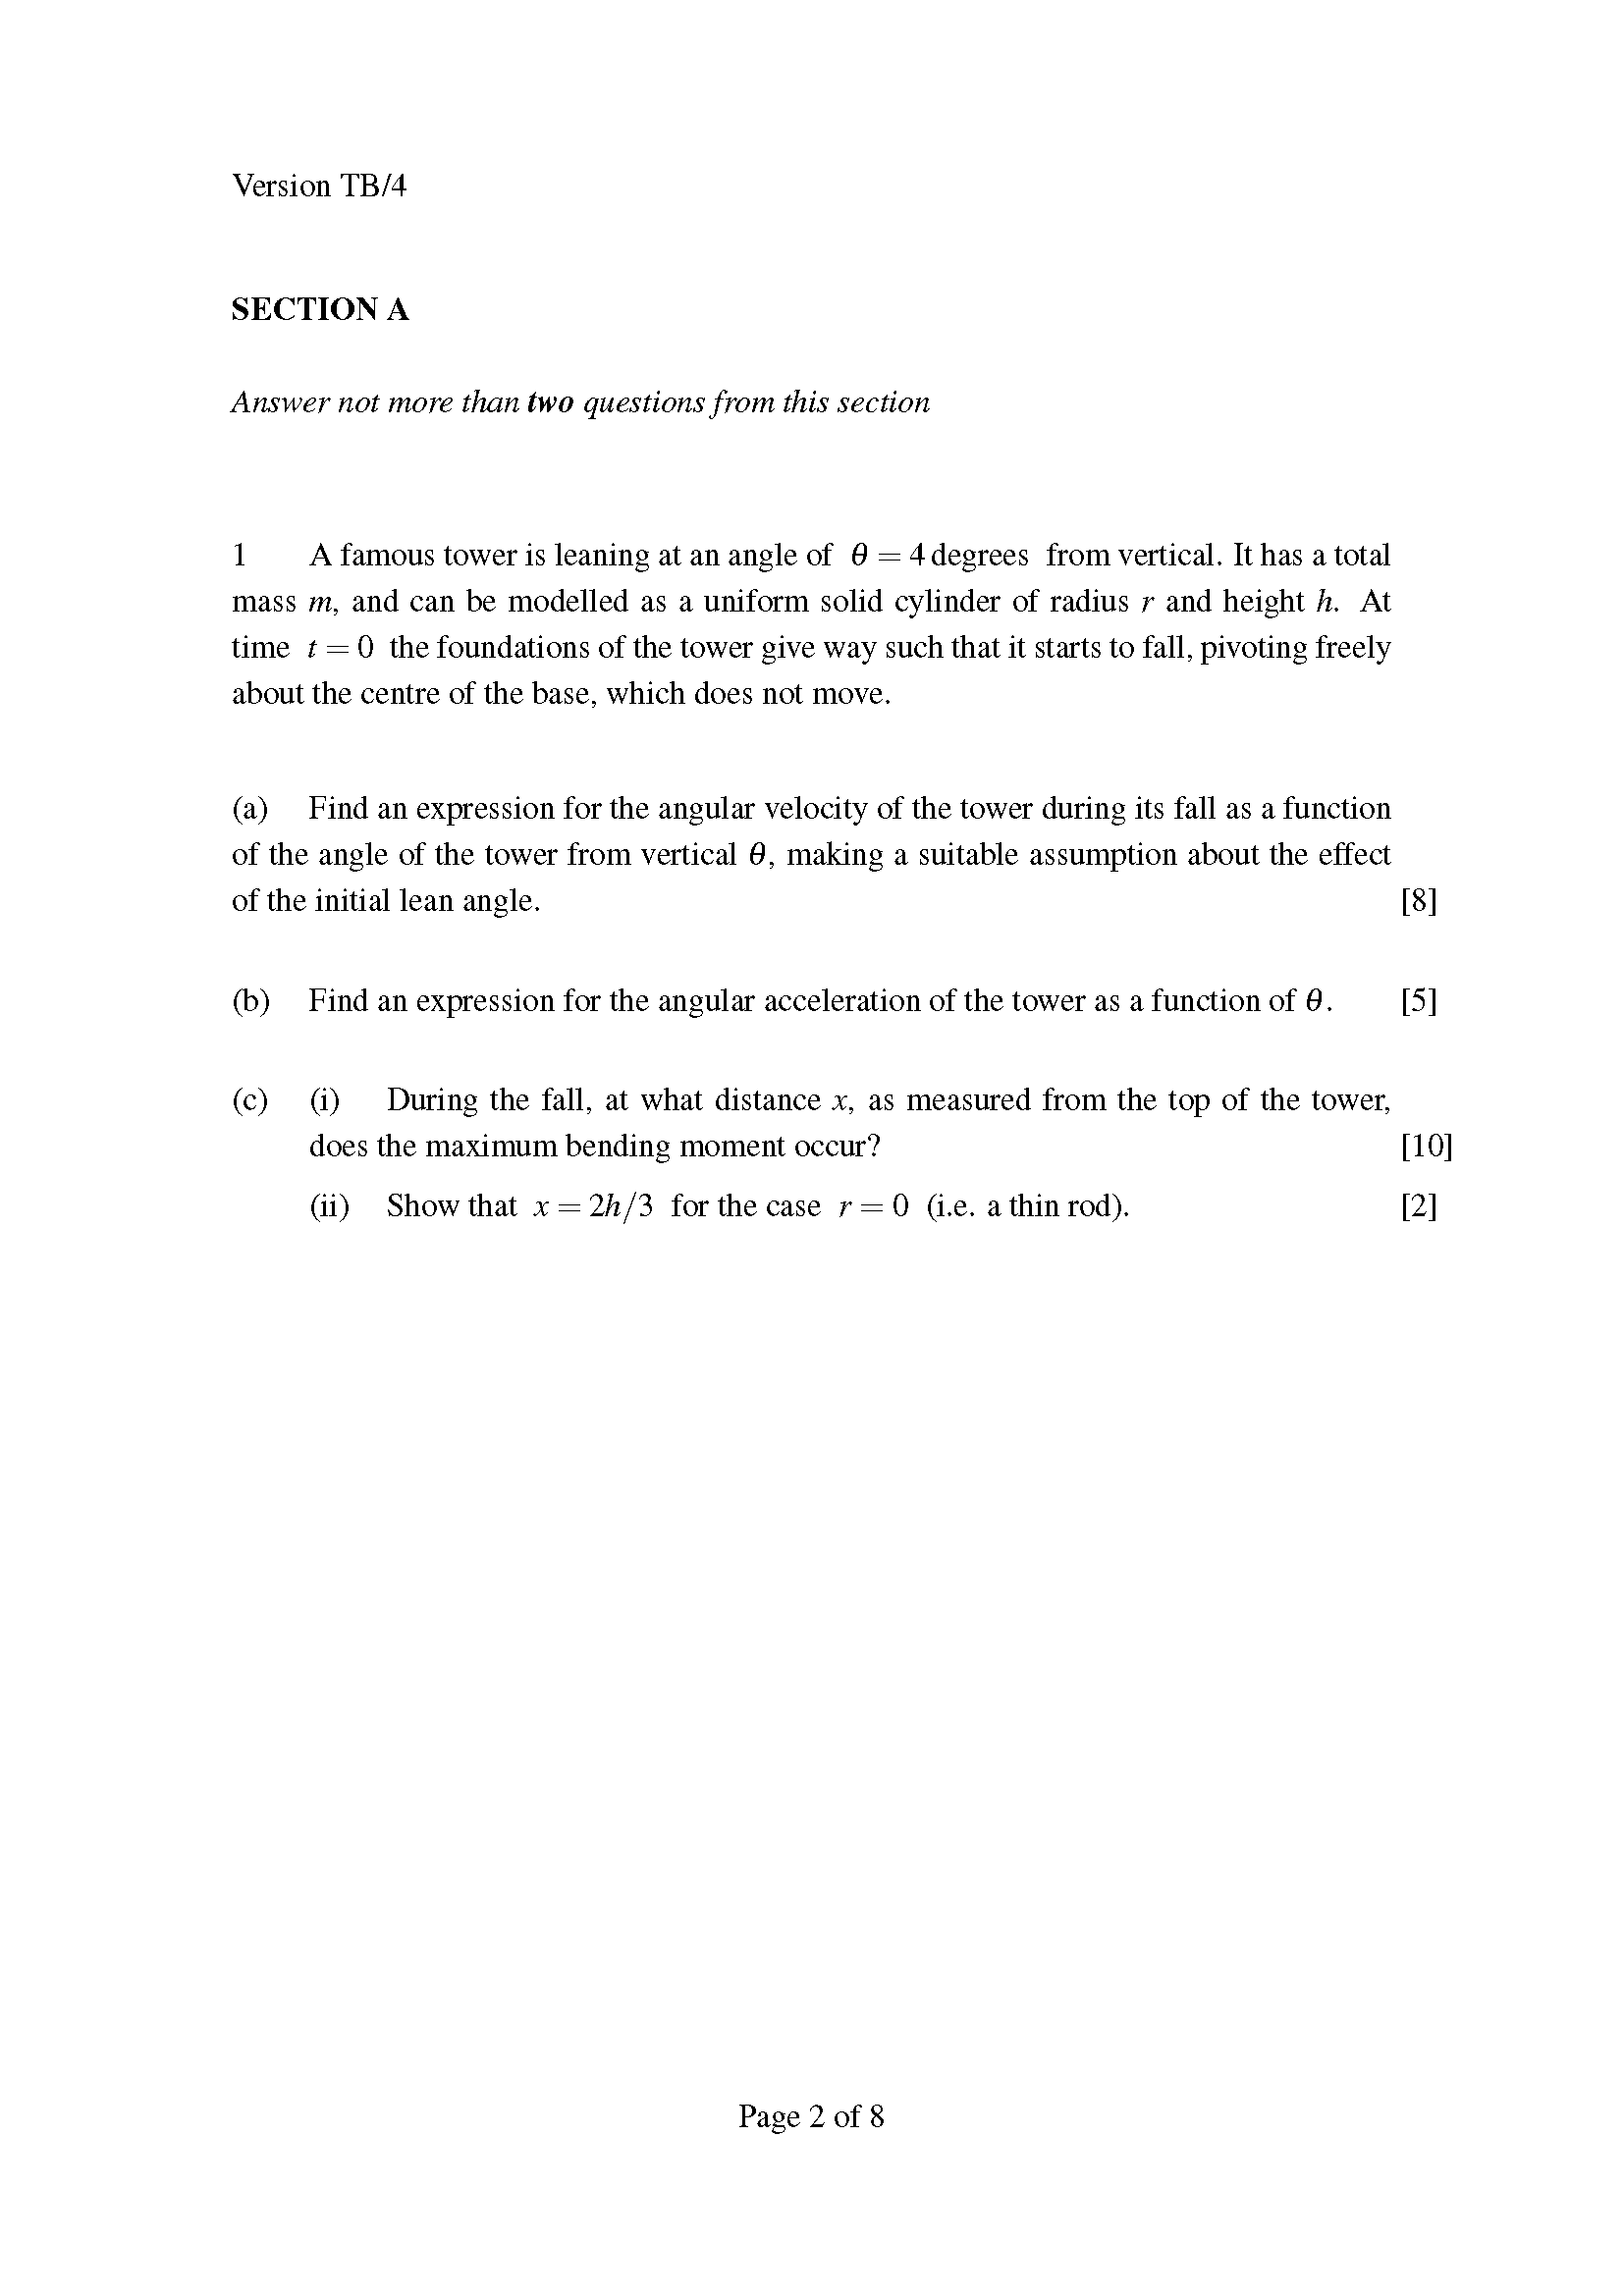 Version TB/4
SECTION A
Answer not more than two questions from this section
1 A famous tower is leaning at an angle of θ = 4 degrees from vertical. It has a total
mass m, and can be modelled as a uniform solid cylinder of radius r and height h. At
time t = 0 the foundations of the tower give way such that it starts to fall, pivoting freely
about the centre of the base, which does not move.
(a) Find an expression for the angular velocity of the tower during its fall as a function
of the angle of the tower from vertical θ, making a suitable assumption about the effect
of the initial lean angle. [8]
(b) Find an expression for the angular acceleration of the tower as a function of θ. [5]
(c) (i) During the fall, at what distance x, as measured from the top of the tower,
does the maximum bending moment occur? [10]
(ii) Show that x = 2h/3 for the case r = 0 (i.e. a thin rod). [2]
Page 2 of 8